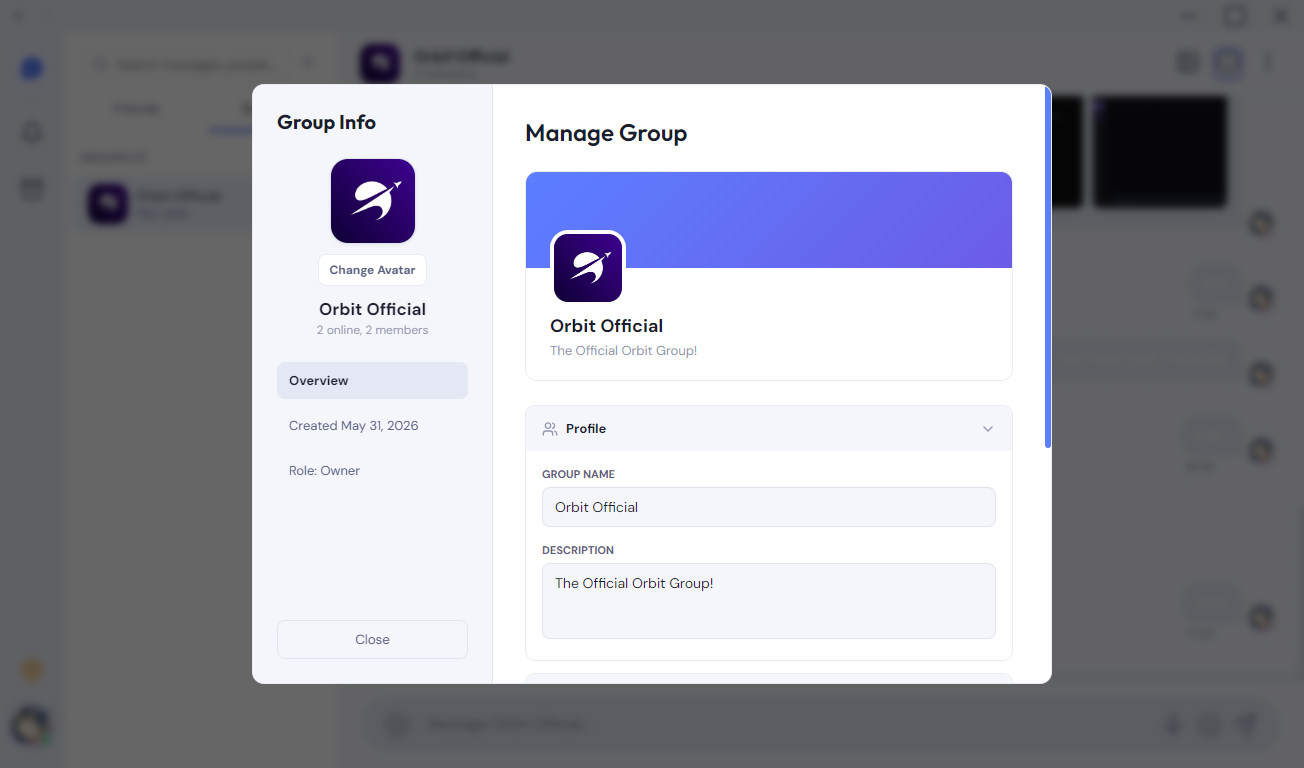 Group Info
Change Avatar
Orbit Official
2 online, 2 members
Overview
Created May 31, 2026
Role: Owner
Close
Manage Group
Orbit Official
The Official Orbit Group!
Profile
GROUP NAME
Orbit Official
DESCRIPTION
The Official Orbit Group!